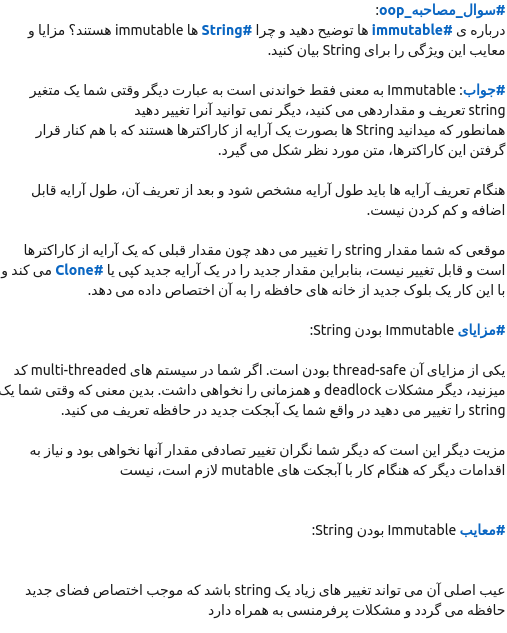 #سوال_مصاحبه_oop:
درباره ی #immutable ها توضیح دهید و چرا #String ها immutable هستند؟ مزایا و
معایب این ویژگی را برای String بیان کنید.
#جواب: Immutable به معنی فقط خواندنی است به عبارت دیگر وقتی شما یک متغیر
string تعریف و مقداردهی می کنید، دیگر نمی توانید آنرا تغییر دهید
همانطور که میدانید String ها بصورت یک آرایه از کاراکترها هستند که با هم کنار قرار
گرفتن این کاراکترها، متن مورد نظر شکل می گیرد.
هنگام تعریف آرایه ها باید طول آرایه مشخص شود و بعد از تعریف آن، طول آرایه قابل
اضافه و کم کردن نیست.
موقعی که شما مقدار string را تغییر می دهد چون مقدار قبلی که یک آرایه از کاراکترها
است و قابل تغییر نیست، بنابراین مقدار جدید را در یک آرایه جدید کپی یا #Clone می کند و
با این کار یک بلوک جدید از خانه های حافظه را به آن اختصاص داده می دهد.
#مزایای Immutable بودن String:
یکی از مزایای آن thread-safe بودن است. اگر شما در سیستم های multi-threaded کد
میزنید، دیگر مشکلات deadlock و همزمانی را نخواهی داشت. بدین معنی که وقتی شما یک
string را تغییر می دهید در واقع شما یک آبجکت جدید در حافظه تعریف می کنید.
مزیت دیگر این است که دیگر شما نگران تغییر تصادفی مقدار آنها نخواهی بود و نیاز به
اقدامات دیگر که هنگام کار با آبجکت های mutable لازم است، نیست
#معایب Immutable بودن String:
عیب اصلی آن می تواند تغییر های زیاد یک string باشد که موجب اختصاص فضای جدید
حافظه می گردد و مشکلات پرفرمنسی به همراه دارد